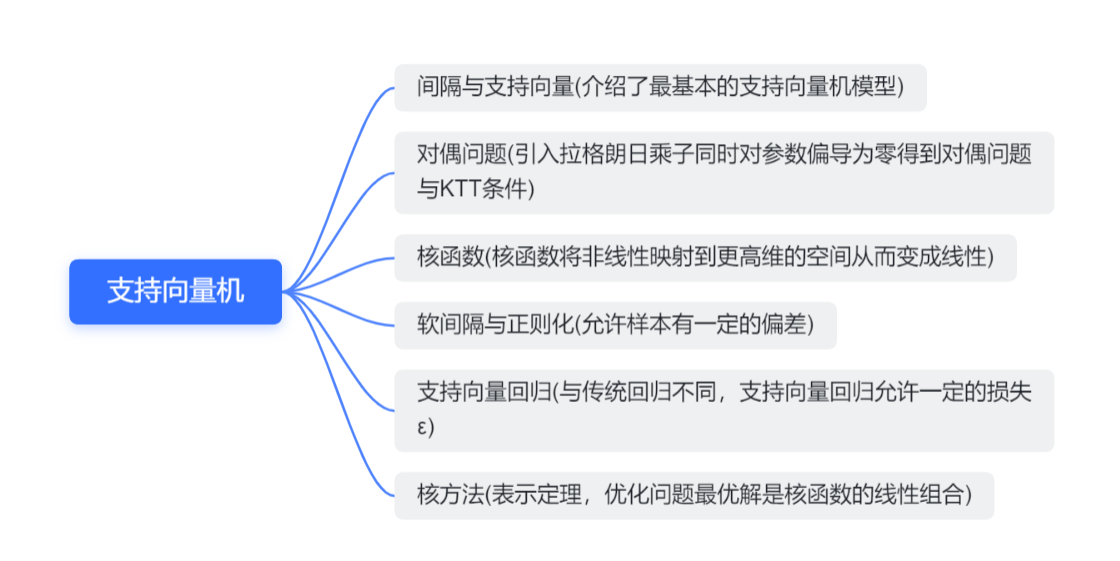 支持向量机
间隔与支持向量(介绍了最基本的支持向量机模型)
对偶问题(引入拉格朗日乘子同时对参数偏导为零得到对偶问题
与KTT条件)
核函数(核函数将非线性映射到更高维的空间从而变成线性)
软间隔与正则化(允许样本有一定的偏差)
支持向量回归(与传统回归不同，支持向量回归允许一定的损失
ε)
核方法(表示定理，优化问题最优解是核函数的线性组合)